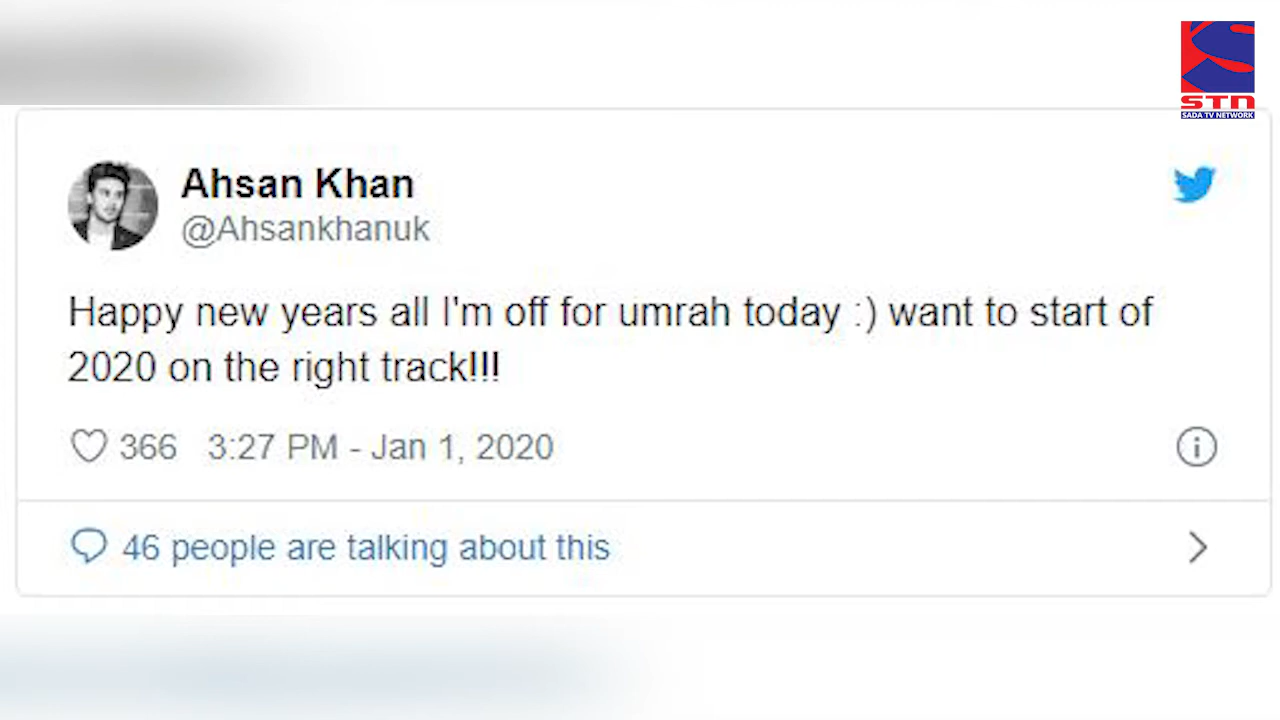 STN
SADA TV NETWORK
Ahsan Khan
@Ahsankhanuk
Happy new years all I'm off for umrah today :) want to start of
2020 on the right track!!!
366 3:27 PM - Jan 1, 2020
46 people are talking about this